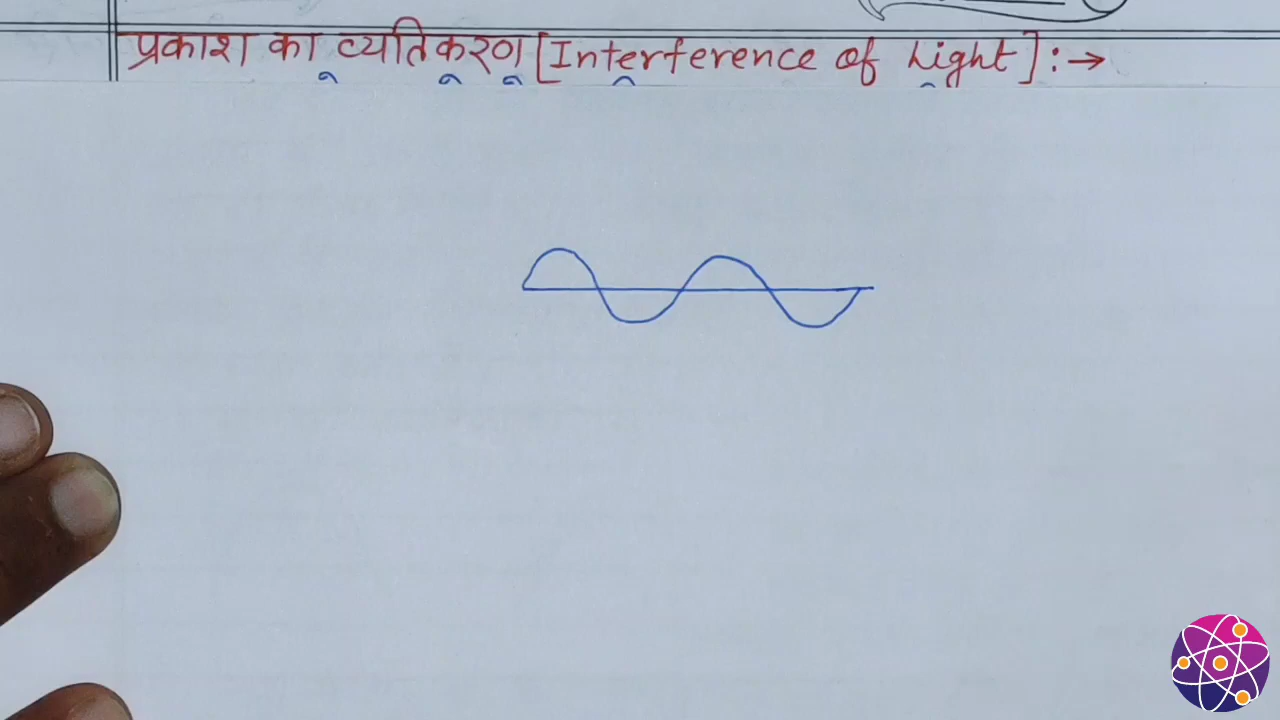 प्रकाश का व्यतिकरण [Interference of Light] :→